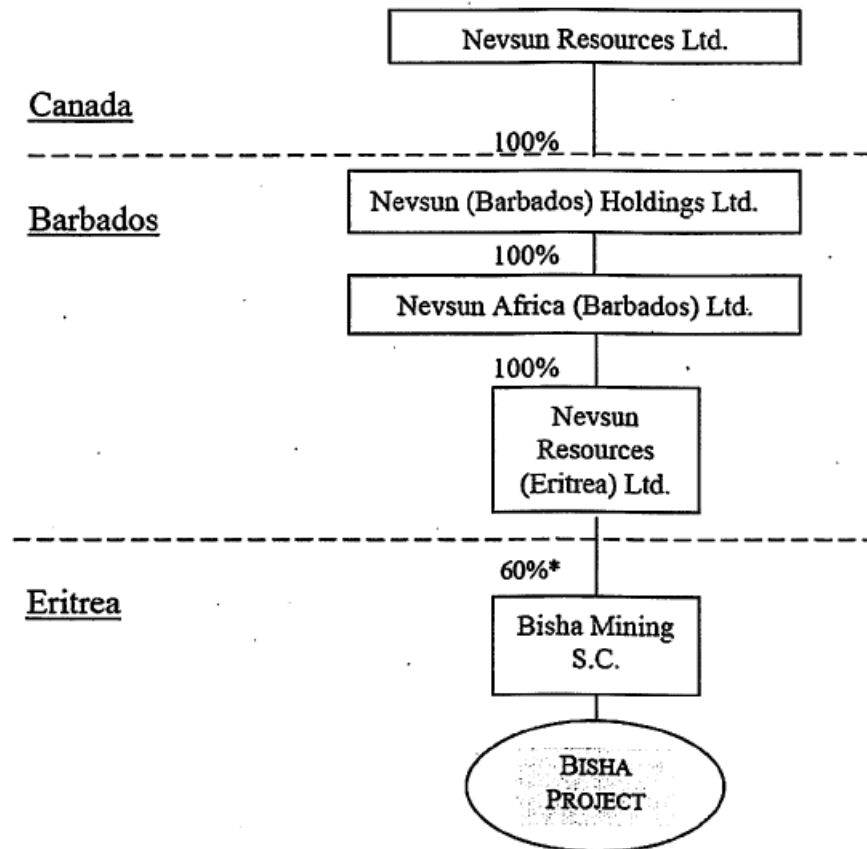 Nevsun Resources Ltd.
Canada
100%
Nevsun (Barbados) Holdings Ltd.
Barbados
100%
Nevsun Africa (Barbados) Ltd.
100%
Nevsun
Resources
(Eritrea) Ltd.
60%*
Eritrea
Bisha Mining
S.C.
BISHA
PROJECT